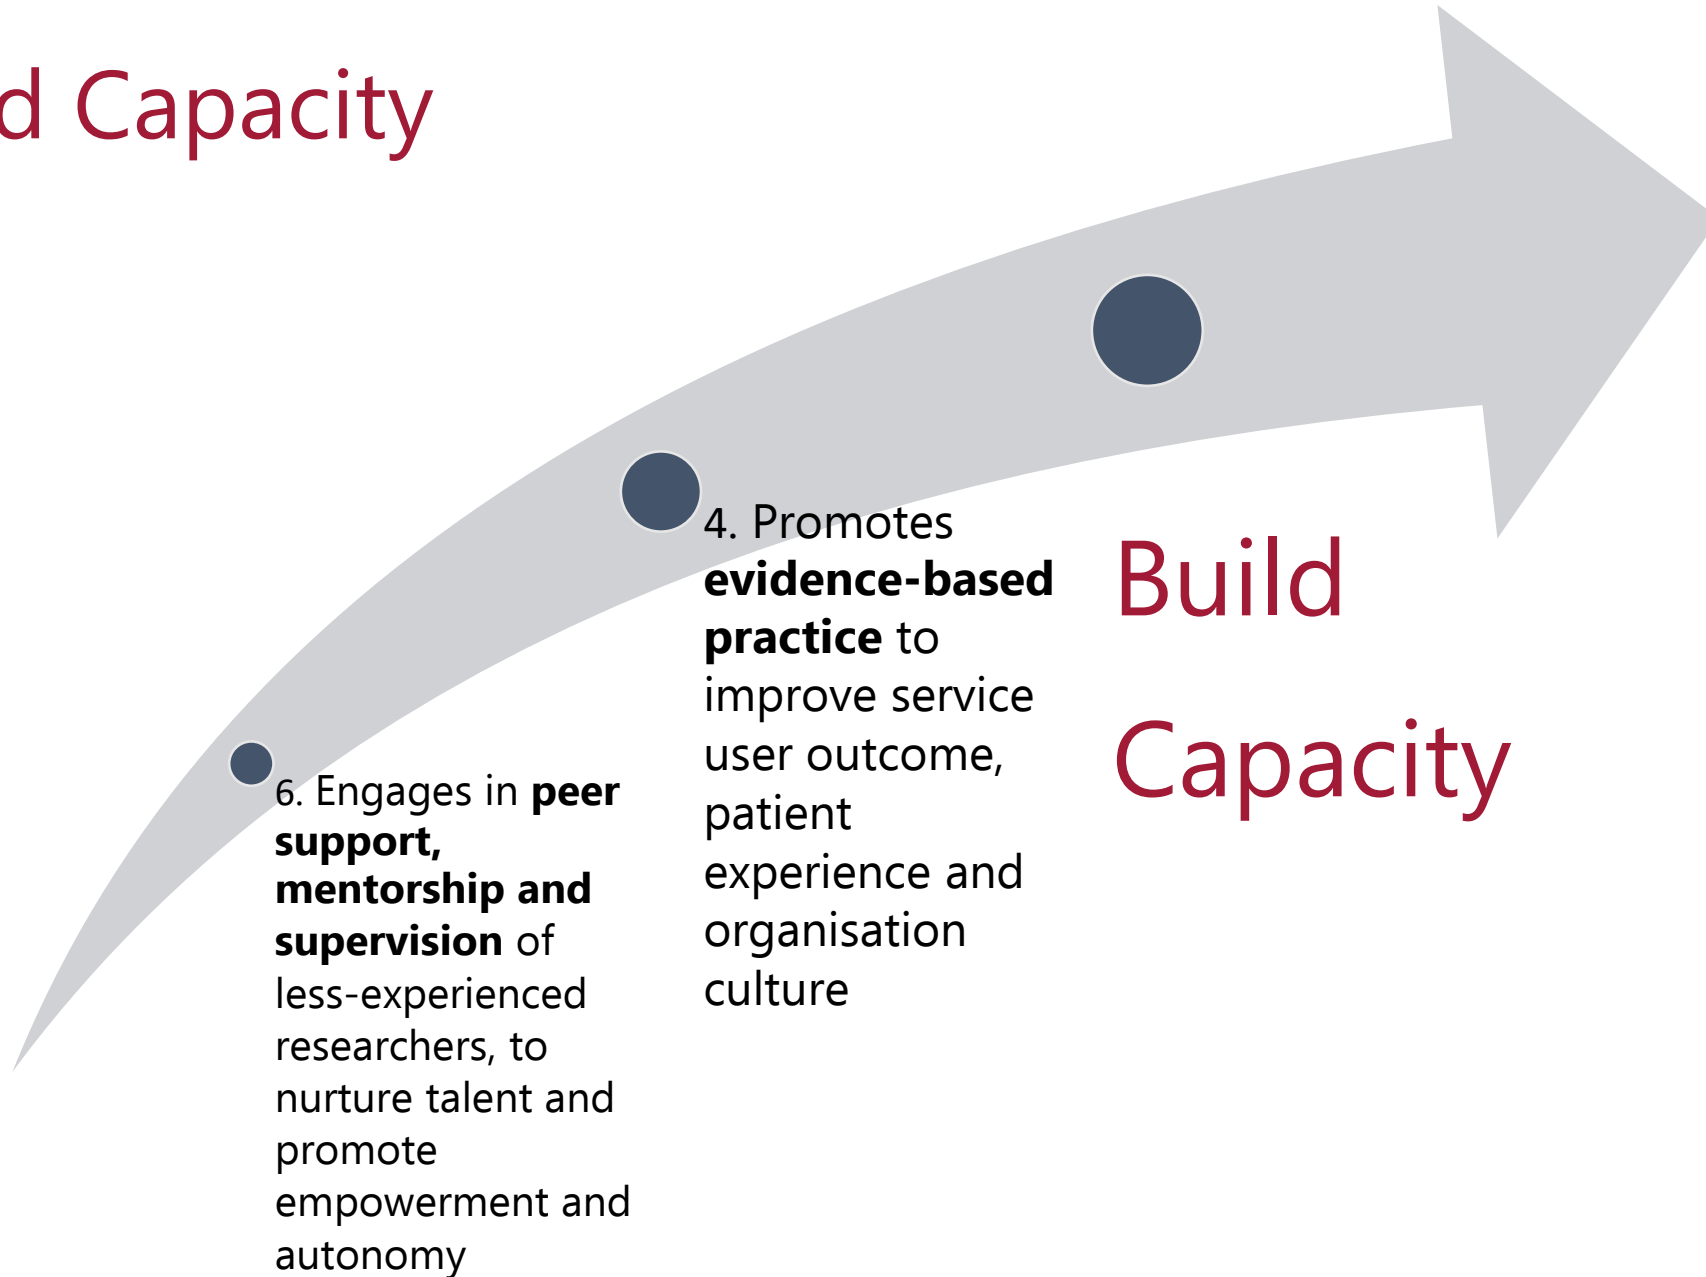 d Capacity
6. Engages in peer
support,
mentorship and
supervision of
less-experienced
researchers, to
nurture talent and
promote
empowerment and
autonomy
4. Promotes
evidence-based
practice to
improve service
user outcome,
patient
experience and
organisation
culture
Build
Capacity